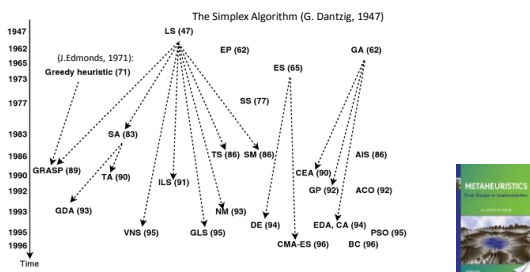 The Simplex Algorithm (G. Dantzig, 1947)
1947 LS (47)
1962 EP (62) GA (62)
1965 ES (65)
(J.Edmonds, 1971):
1973 Greedy heuristic (71)
1977 SS (77)
1983 SA (83)
1986 TS (86) SM (86) AIS (86)
GRASP (89) CEA (90)
1990 TA (90) ILS (91)
1992 GP (92) ACO (92)
1993 GDA (93) NM (93)
DE (94) EDA, CA (94)
1995 VNS (95) GLS (95) PSO (95)
1996 CMA-ES (96) BC (96)
Time
METAHEURISTICS